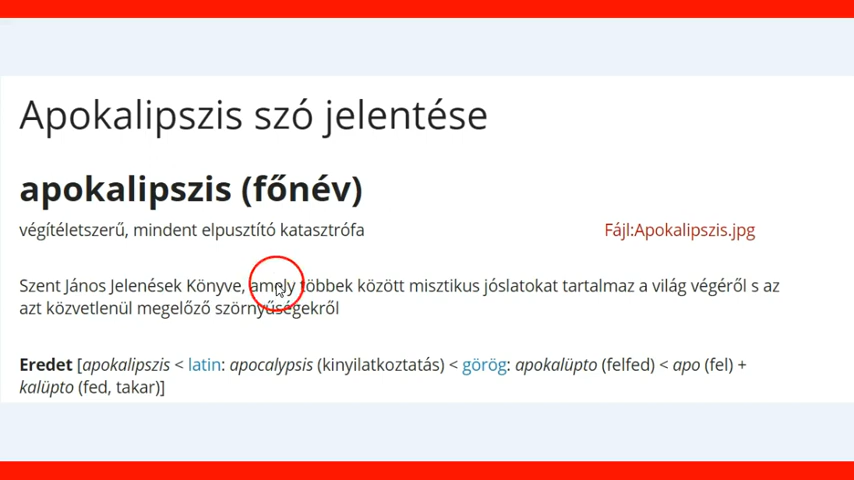 Apokalipszis szó jelentése
apokalipszis (főnév)
végítéletszerű, mindent elpusztító katasztrófa
Fájl:Apokalipszis.jpg
Szent János Jelenések Könyve, amely többek között misztikus jóslatokat tartalmaz a világ végéről s az
azt közvetlenül megelőző szörnyűségekről
Eredet [apokalipszis < latin: apocalypsis (kinyilatkoztatás) < görög: apokalüpto (felfed) < apo (fel) +
kalüpto (fed, takar)]